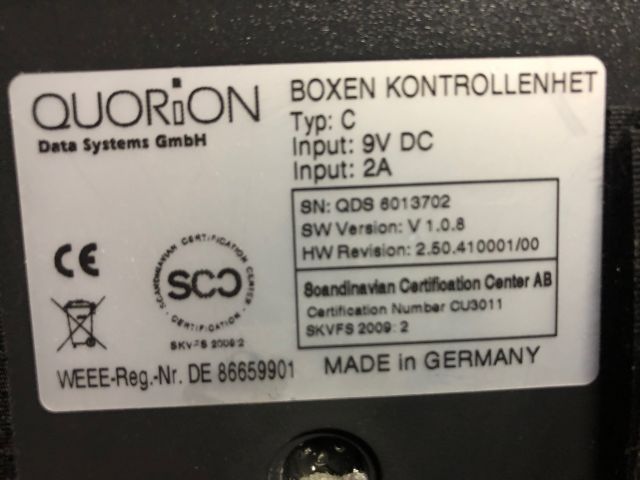 QUORiON
Data Systems GmbH
BOXEN KONTROLLENHET
Typ: C
Input: 9V DC
Input: 2A
SN: QDS 6013702
SW Version: V 1.0.8
HW Revision: 2.50.410001/00
Scandinavian Certification Center AB
Certification Number CU3011
SKVFS 2009: 2
CE
SCANDINAVIAN CERTIFICATION CENTER
SCC
- CERTIFICATION -
SKVFS 2009:2
WEEE-Reg.-Nr. DE 86659901
MADE in GERMANY